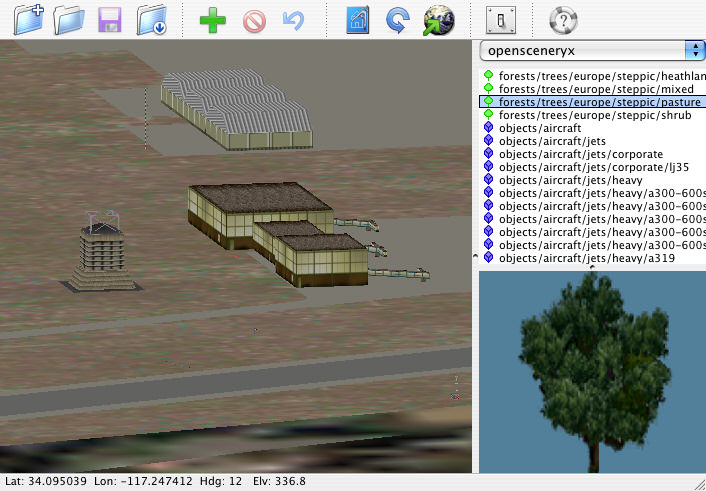 opensceneryx
forests/trees/europe/steppic/heathlan
forests/trees/europe/steppic/mixed
forests/trees/europe/steppic/pasture
forests/trees/europe/steppic/shrub
objects/aircraft
objects/aircraft/jets
objects/aircraft/jets/corporate
objects/aircraft/jets/corporate/lj35
objects/aircraft/jets/heavy
objects/aircraft/jets/heavy/a300-600s
objects/aircraft/jets/heavy/a300-600s
objects/aircraft/jets/heavy/a300-600s
objects/aircraft/jets/heavy/a300-600s
objects/aircraft/jets/heavy/a300-600s
objects/aircraft/jets/heavy/a319
Lat: 34.095039 Lon: -117.247412 Hdg: 12 Elv: 336.8